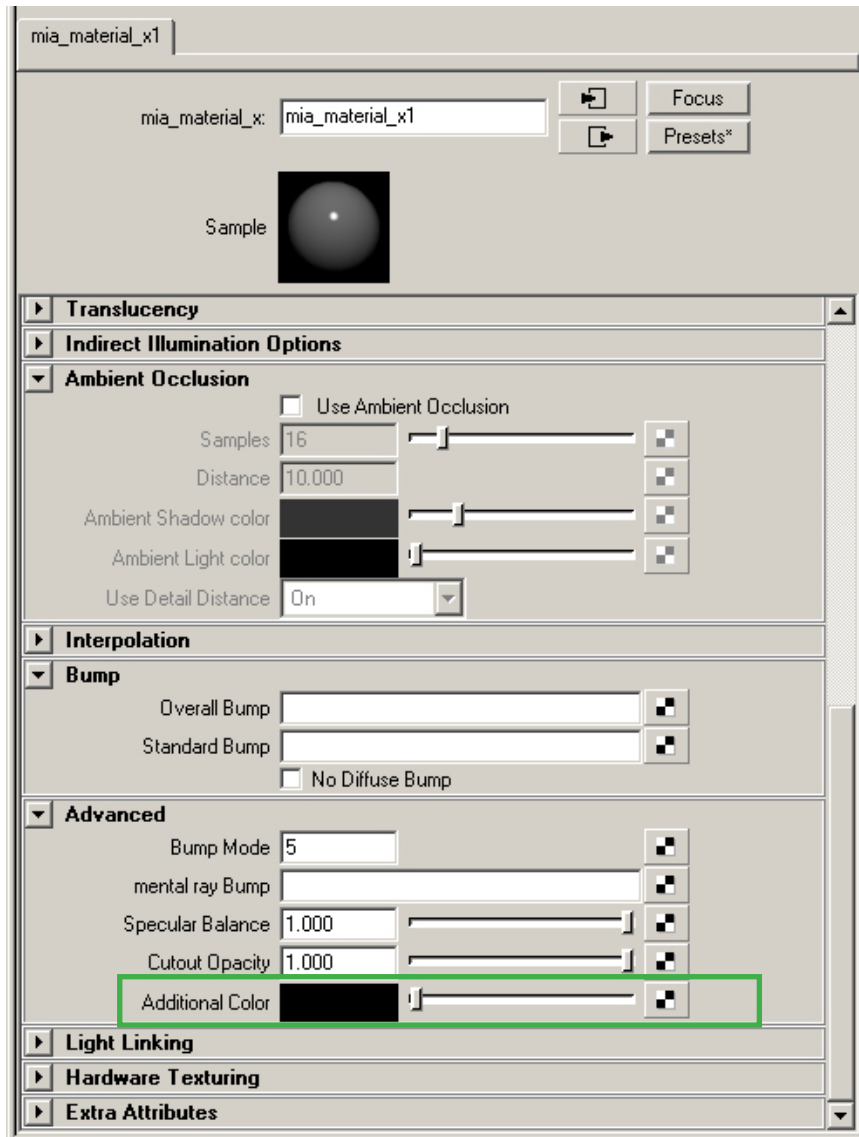 mia_material_x1
mia_material_x: mia_material_x1 Focus
Presets*
Sample
Translucency
Indirect Illumination Options
Ambient Occlusion
Use Ambient Occlusion
Samples 16
Distance 10.000
Ambient Shadow color
Ambient Light color
Use Detail Distance On
Interpolation
Bump
Overall Bump
Standard Bump
No Diffuse Bump
Advanced
Bump Mode 5
mental ray Bump
Specular Balance 1.000
Cutout Opacity 1.000
Additional Color
Light Linking
Hardware Texturing
Extra Attributes